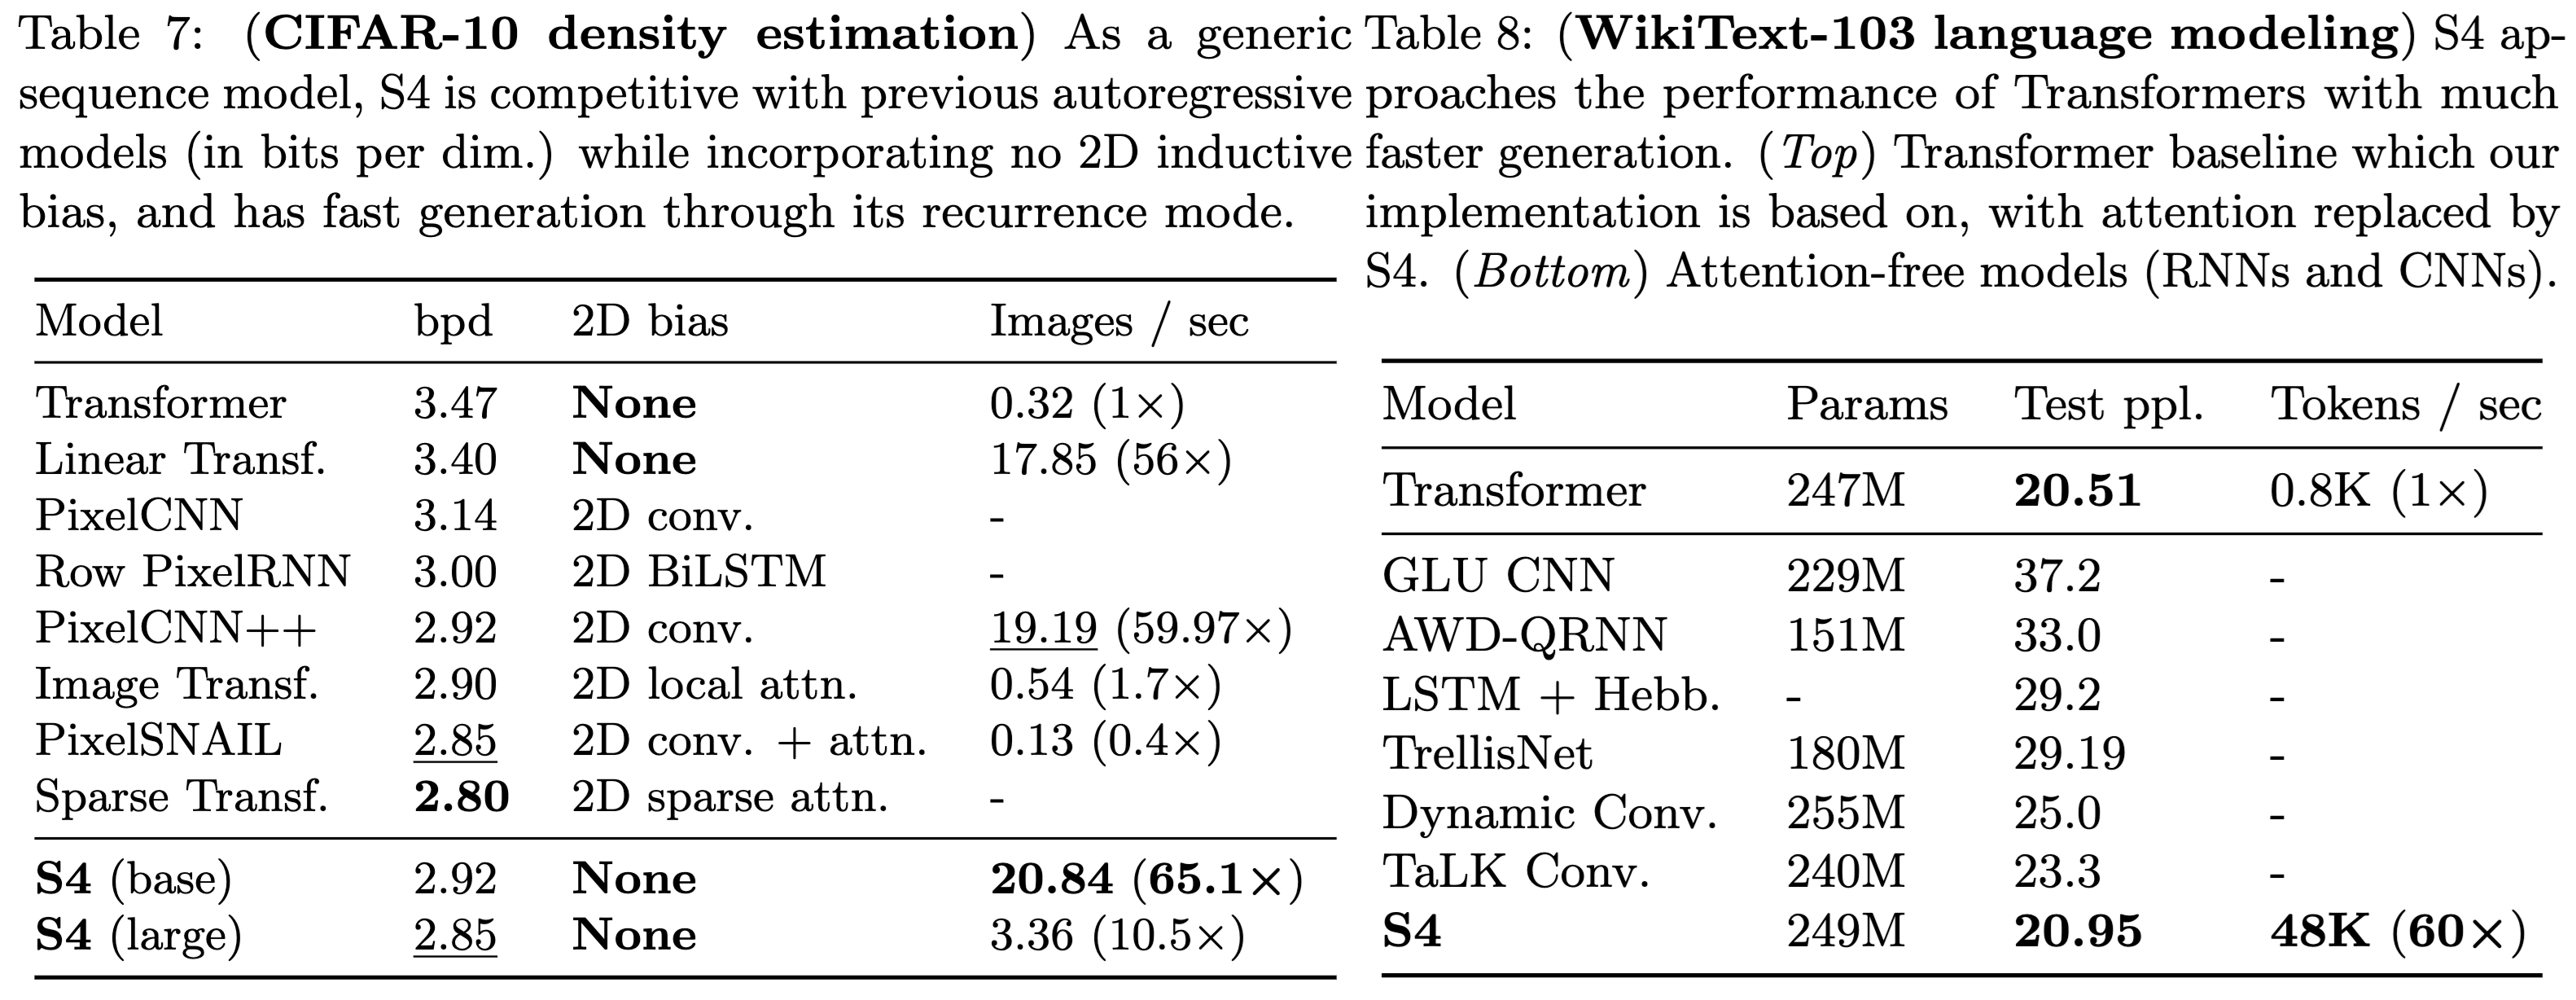 Table 7: (CIFAR-10 density estimation) As a generic
sequence model, S4 is competitive with previous autoregressive
models (in bits per dim.) while incorporating no 2D inductive
bias, and has fast generation through its recurrence mode.
Model bpd 2D bias Images / sec
Transformer 3.47 None 0.32 (1×)
Linear Transf. 3.40 None 17.85 (56×)
PixelCNN 3.14 2D conv. -
Row PixelRNN 3.00 2D BiLSTM -
PixelCNN++ 2.92 2D conv. 19.19 (59.97×)
Image Transf. 2.90 2D local attn. 0.54 (1.7×)
PixelSNAIL 2.85 2D conv. + attn. 0.13 (0.4×)
Sparse Transf. 2.80 2D sparse attn. -
S4 (base) 2.92 None 20.84 (65.1×)
S4 (large) 2.85 None 3.36 (10.5×)
Table 8: (WikiText-103 language modeling) S4 ap-
proaches the performance of Transformers with much
faster generation. (Top) Transformer baseline which our
implementation is based on, with attention replaced by
S4. (Bottom) Attention-free models (RNNs and CNNs).
Model Params Test ppl. Tokens / sec
Transformer 247M 20.51 0.8K (1×)
GLU CNN 229M 37.2 -
AWD-QRNN 151M 33.0 -
LSTM + Hebb. - 29.2 -
TrellisNet 180M 29.19 -
Dynamic Conv. 255M 25.0 -
TaLK Conv. 240M 23.3 -
S4 249M 20.95 48K (60×)